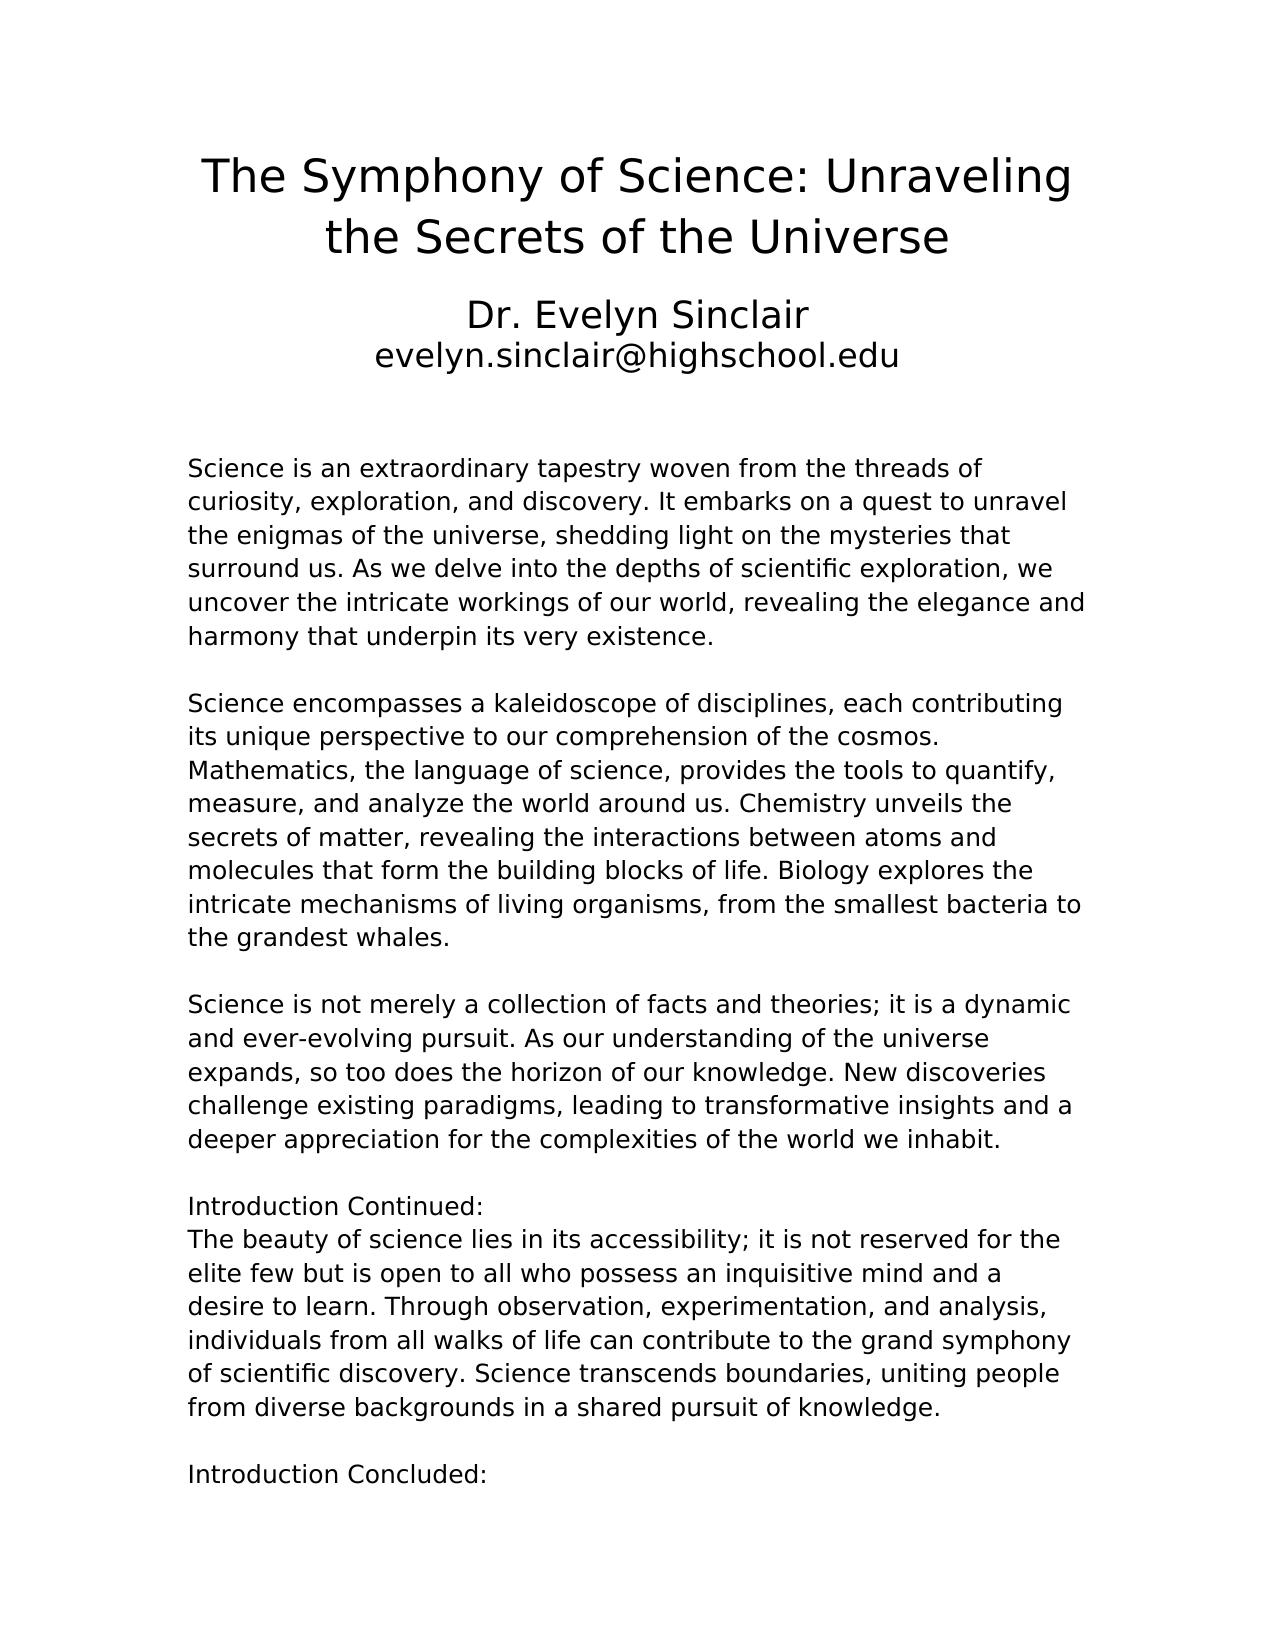 The Symphony of Science: Unraveling
the Secrets of the Universe
Dr. Evelyn Sinclair
evelyn.sinclair@highschool.edu
Science is an extraordinary tapestry woven from the threads of
curiosity, exploration, and discovery. It embarks on a quest to unravel
the enigmas of the universe, shedding light on the mysteries that
surround us. As we delve into the depths of scientific exploration, we
uncover the intricate workings of our world, revealing the elegance and
harmony that underpin its very existence.
Science encompasses a kaleidoscope of disciplines, each contributing
its unique perspective to our comprehension of the cosmos.
Mathematics, the language of science, provides the tools to quantify,
measure, and analyze the world around us. Chemistry unveils the
secrets of matter, revealing the interactions between atoms and
molecules that form the building blocks of life. Biology explores the
intricate mechanisms of living organisms, from the smallest bacteria to
the grandest whales.
Science is not merely a collection of facts and theories; it is a dynamic
and ever-evolving pursuit. As our understanding of the universe
expands, so too does the horizon of our knowledge. New discoveries
challenge existing paradigms, leading to transformative insights and a
deeper appreciation for the complexities of the world we inhabit.
Introduction Continued:
The beauty of science lies in its accessibility; it is not reserved for the
elite few but is open to all who possess an inquisitive mind and a
desire to learn. Through observation, experimentation, and analysis,
individuals from all walks of life can contribute to the grand symphony
of scientific discovery. Science transcends boundaries, uniting people
from diverse backgrounds in a shared pursuit of knowledge.
Introduction Concluded: